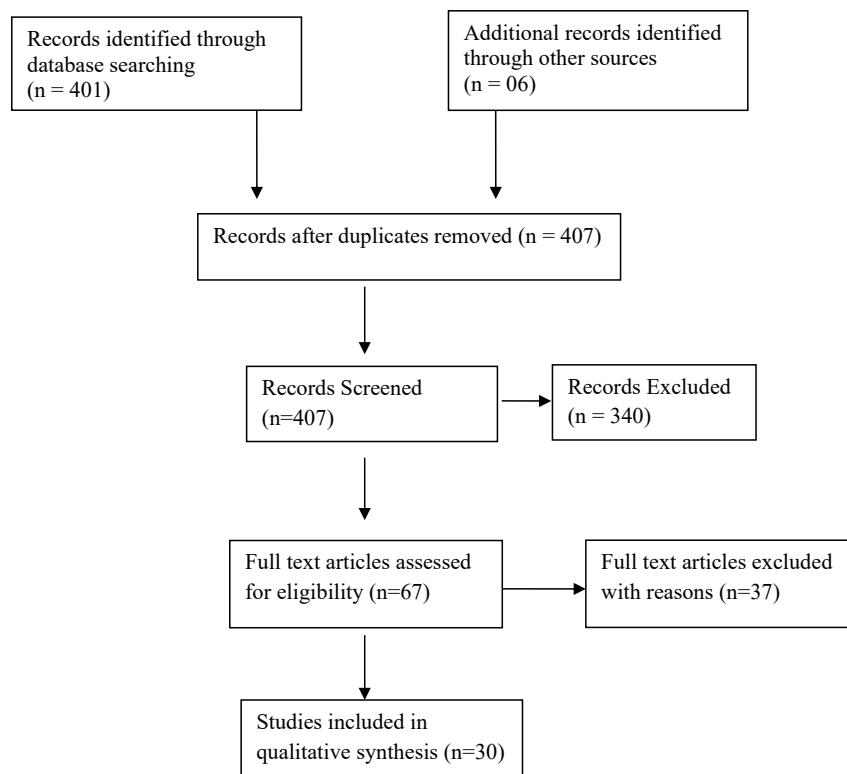 Records identified through
database searching
(n = 401)
Additional records identified
through other sources
(n = 06)
Records after duplicates removed (n = 407)
Records Screened
(n=407)
Records Excluded
(n = 340)
Full text articles assessed
for eligibility (n=67)
Full text articles excluded
with reasons (n=37)
Studies included in
qualitative synthesis (n=30)